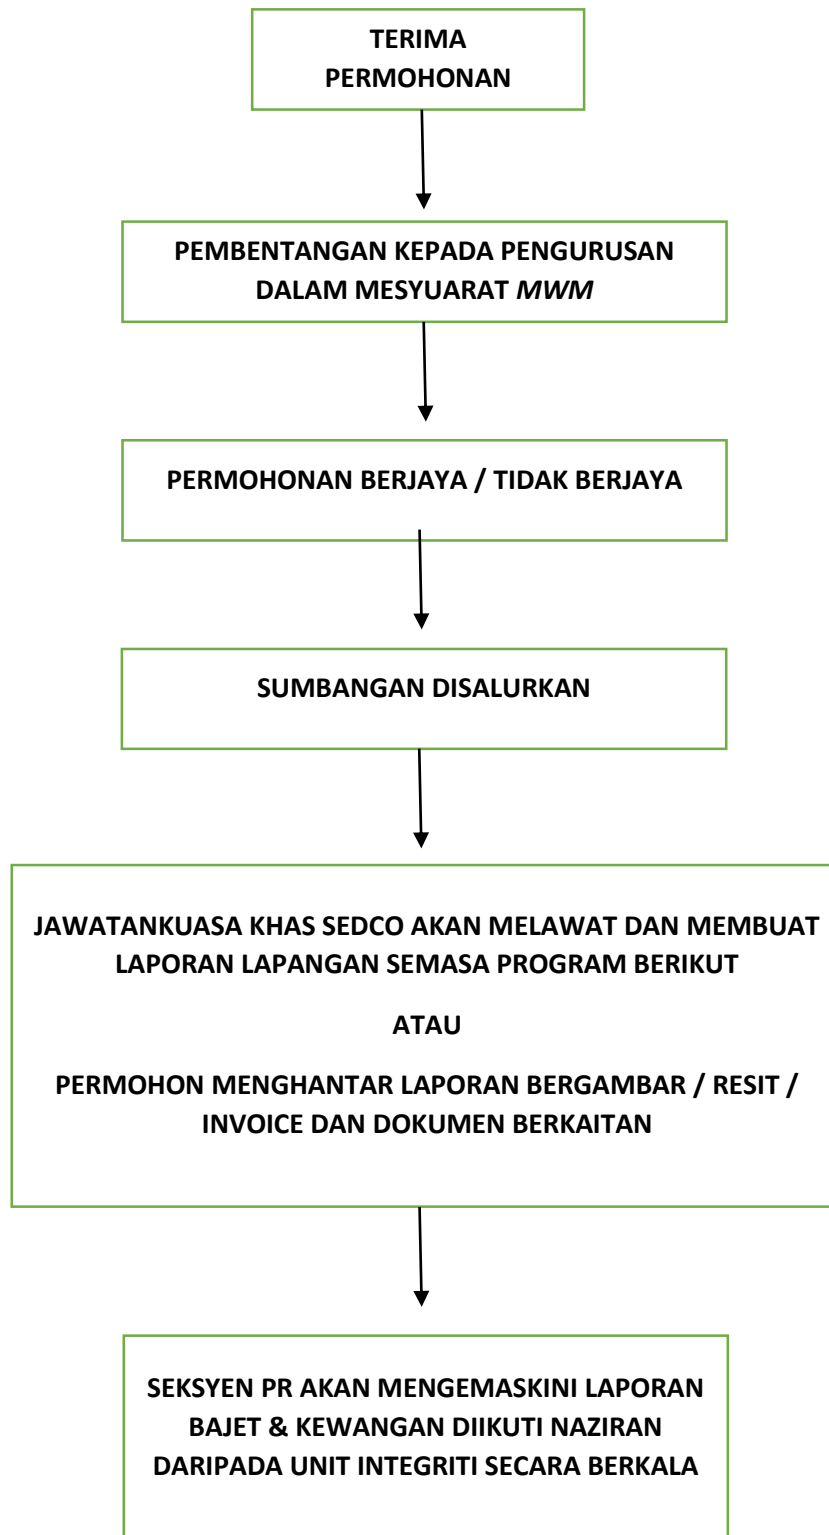 TERIMA
PERMOHONAN
PEMBENTANGAN KEPADA PENGURUSAN
DALAM MESYUARAT MWM
PERMOHONAN BERJAYA / TIDAK BERJAYA
SUMBANGAN DISALURKAN
JAWATANKUASA KHAS SEDCO AKAN MELAWAT DAN MEMBUAT
LAPORAN LAPANGAN SEMASA PROGRAM BERIKUT
ATAU
PERMOHON MENGHANTAR LAPORAN BERGAMBAR / RESIT /
INVOICE DAN DOKUMEN BERKAITAN
SEKSYEN PR AKAN MENGEMASKINI LAPORAN
BAJET & KEWANGAN DIIKUTI NAZIRAN
DARIPADA UNIT INTEGRITI SECARA BERKALA